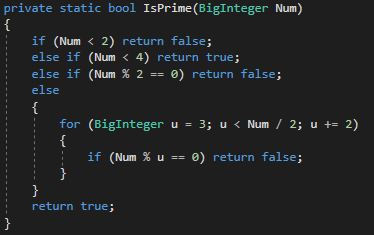 private static bool IsPrime(BigInteger Num)
{
    if (Num < 2) return false;
    else if (Num < 4) return true;
    else if (Num % 2 == 0) return false;
    else
    {
        for (BigInteger u = 3; u < Num / 2; u += 2)
        {
            if (Num % u == 0) return false;
        }
    }
    return true;
}